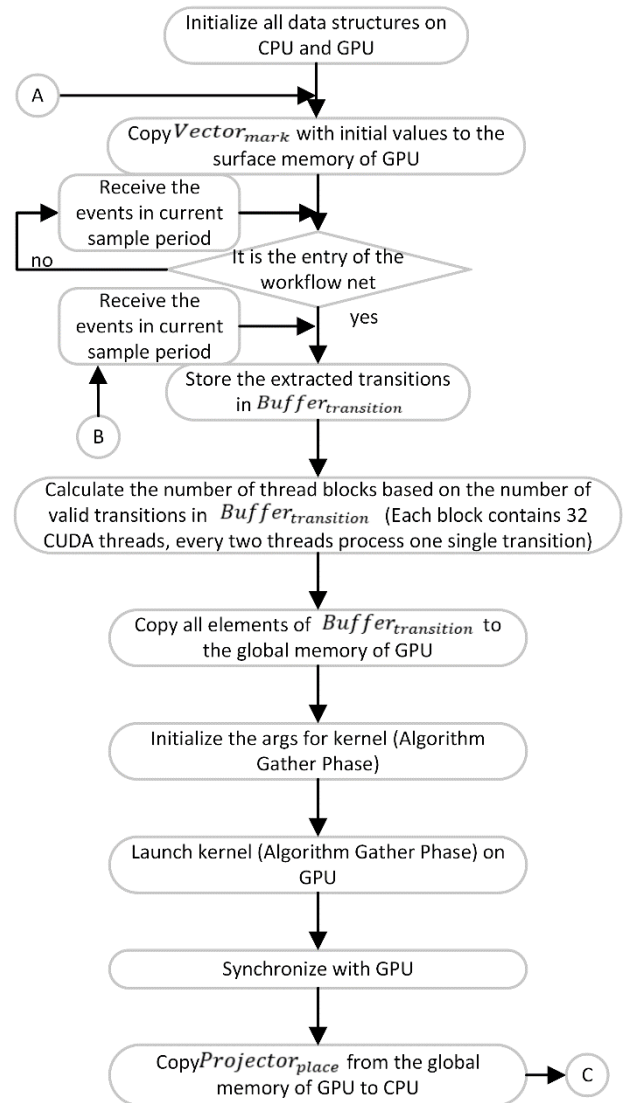 Initialize all data structures on
CPU and GPU
A
Copy Vector_mark with initial values to the
surface memory of GPU
Receive the
events in current
sample period
no
It is the entry of the
workflow net
Receive the
events in current
sample period
yes
Store the extracted transitions
in Buffer_transition
B
Calculate the number of thread blocks based on the number of
valid transitions in Buffer_transition (Each block contains 32
CUDA threads, every two threads process one single transition)
Copy all elements of Buffer_transition to
the global memory of GPU
Initialize the args for kernel (Algorithm
Gather Phase)
Launch kernel (Algorithm Gather Phase) on
GPU
Synchronize with GPU
Copy Projector_place from the global
memory of GPU to CPU
C